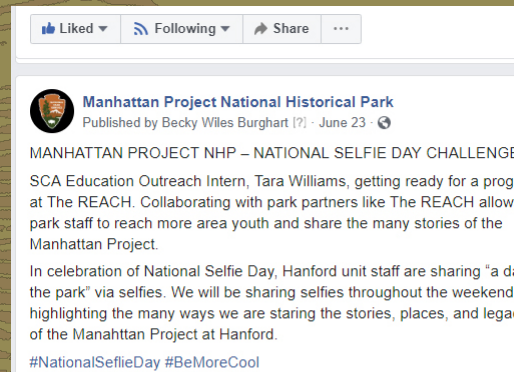 Liked Following Share ...
Manhattan Project National Historical Park
Published by Becky Wiles Burghart [?] · June 23 ·
MANHATTAN PROJECT NHP – NATIONAL SELFIE DAY CHALLENGE
SCA Education Outreach Intern, Tara Williams, getting ready for a prog
at The REACH. Collaborating with park partners like The REACH allow
park staff to reach more area youth and share the many stories of the
Manhattan Project.
In celebration of National Selfie Day, Hanford unit staff are sharing “a da
the park” via selfies. We will be sharing selfies throughout the weekend
highlighting the many ways we are staring the stories, places, and lega
of the Manahttan Project at Hanford.
#NationalSeflieDay #BeMoreCool